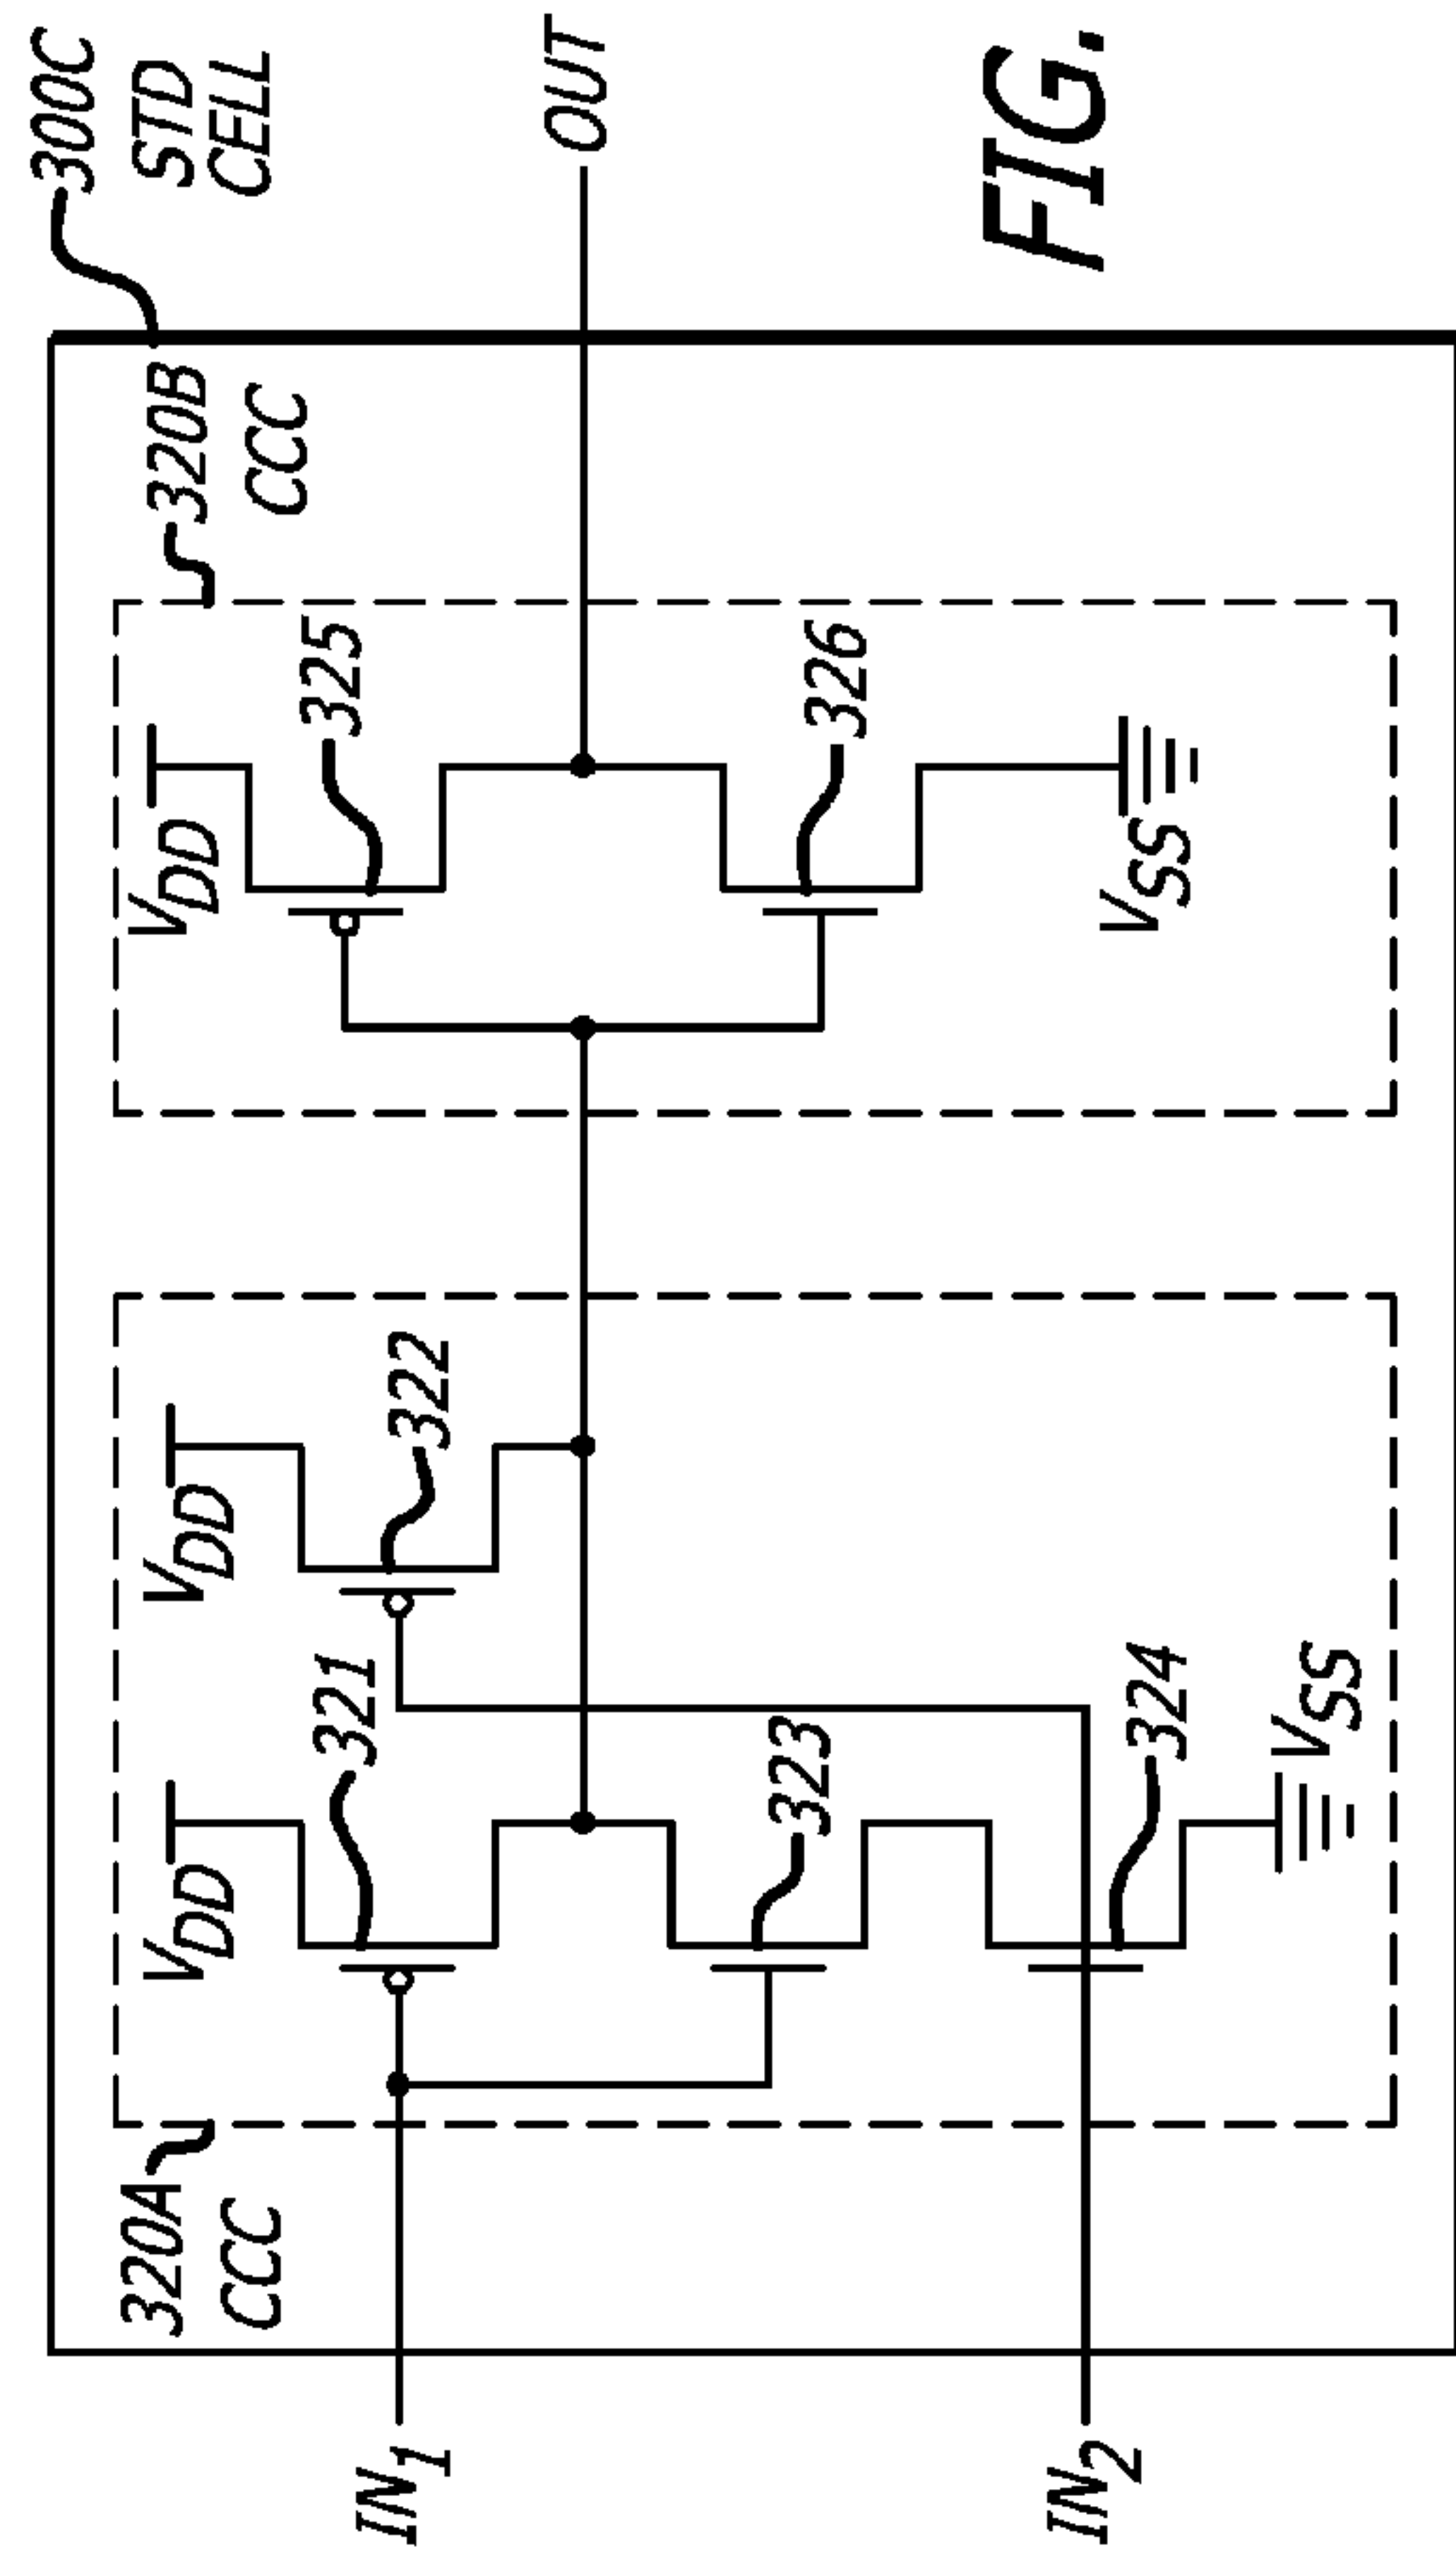 300C
STD
CELL
320A
CCC
320B
CCC
VDD
VDD
VDD
321
322
325
323
326
324
VSS
VSS
IN1
IN2
OUT
FIG.